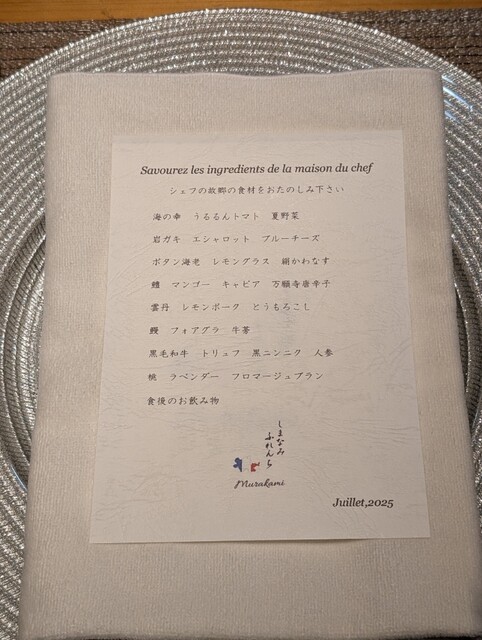 Savourez les ingredients de la maison du chef
シェフの故郷の食材をおたのしみ下さい
海の幸　うるるんトマト　夏野菜
岩ガキ　エシャロット　ブルーチーズ
ボタン海老　レモングラス　絹かわなす
鱧　マンゴー　キャビア　万願寺唐辛子
雲丹　レモンポーク　とうもろこし
鰻　フォアグラ　牛蒡
黒毛和牛　トリュフ　黒ニンニク　人参
桃　ラベンダー　フロマージュブラン
食後のお飲み物
しまなみ
ふれんち
Murakami
Juillet,2025